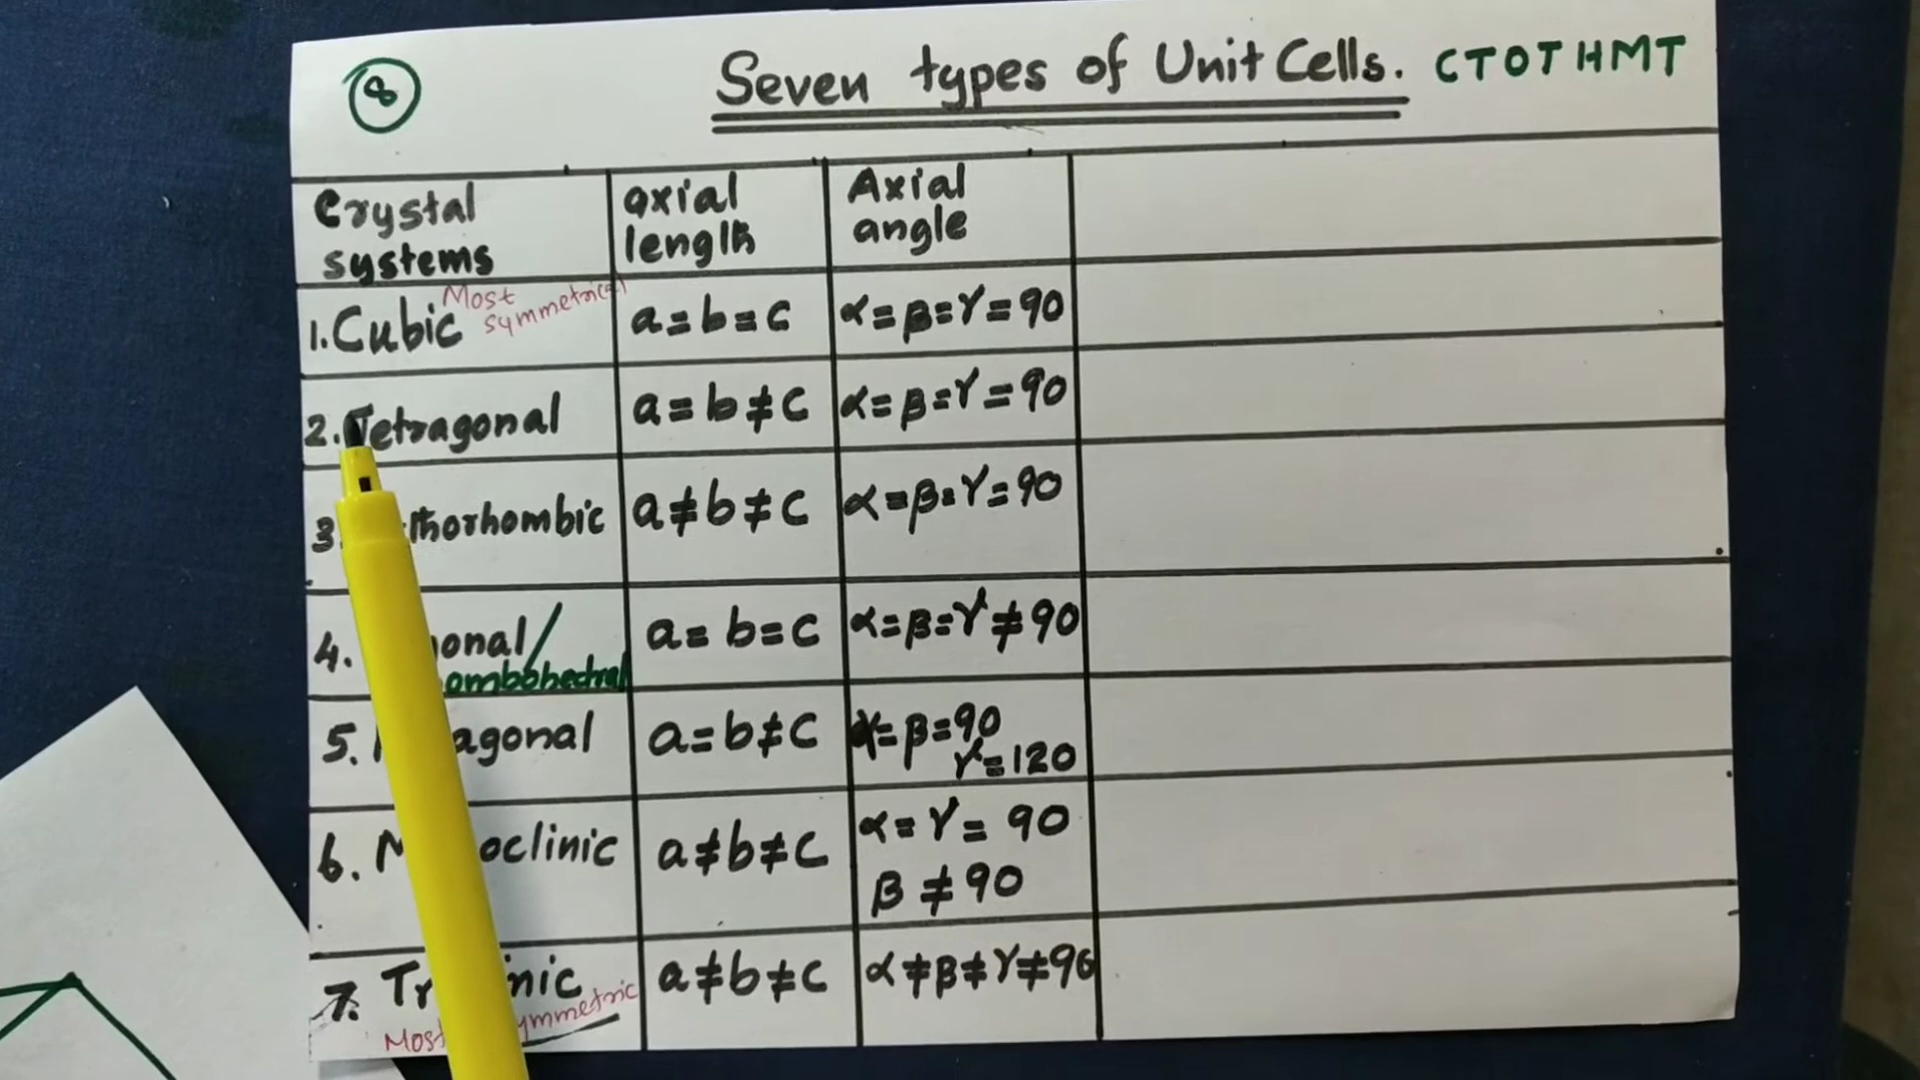 8
Seven types of Unit Cells. CTOTHMT
Crystal systems
axial length
Axial angle
1. Cubic Most symmetrical
a = b = c
α = β = γ = 90
2. Tetragonal
a = b ≠ c
α = β = γ = 90
3. thorhombic
a ≠ b ≠ c
α = β = γ = 90
4. onal/
ombohedral
a = b = c
α = β = γ ≠ 90
5. agonal
a = b ≠ c
α = β = 90
γ = 120
6. M oclinic
a ≠ b ≠ c
α = γ = 90
β ≠ 90
7. Tr inic
Most ymmetric
a ≠ b ≠ c
α ≠ β ≠ γ ≠ 90